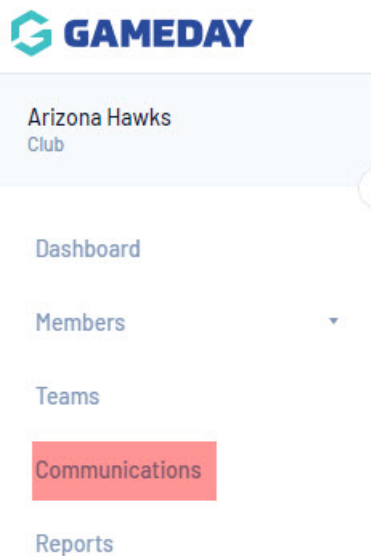 GAMEDAY
Arizona Hawks
Club
Dashboard
Members
Teams
Communications
Reports